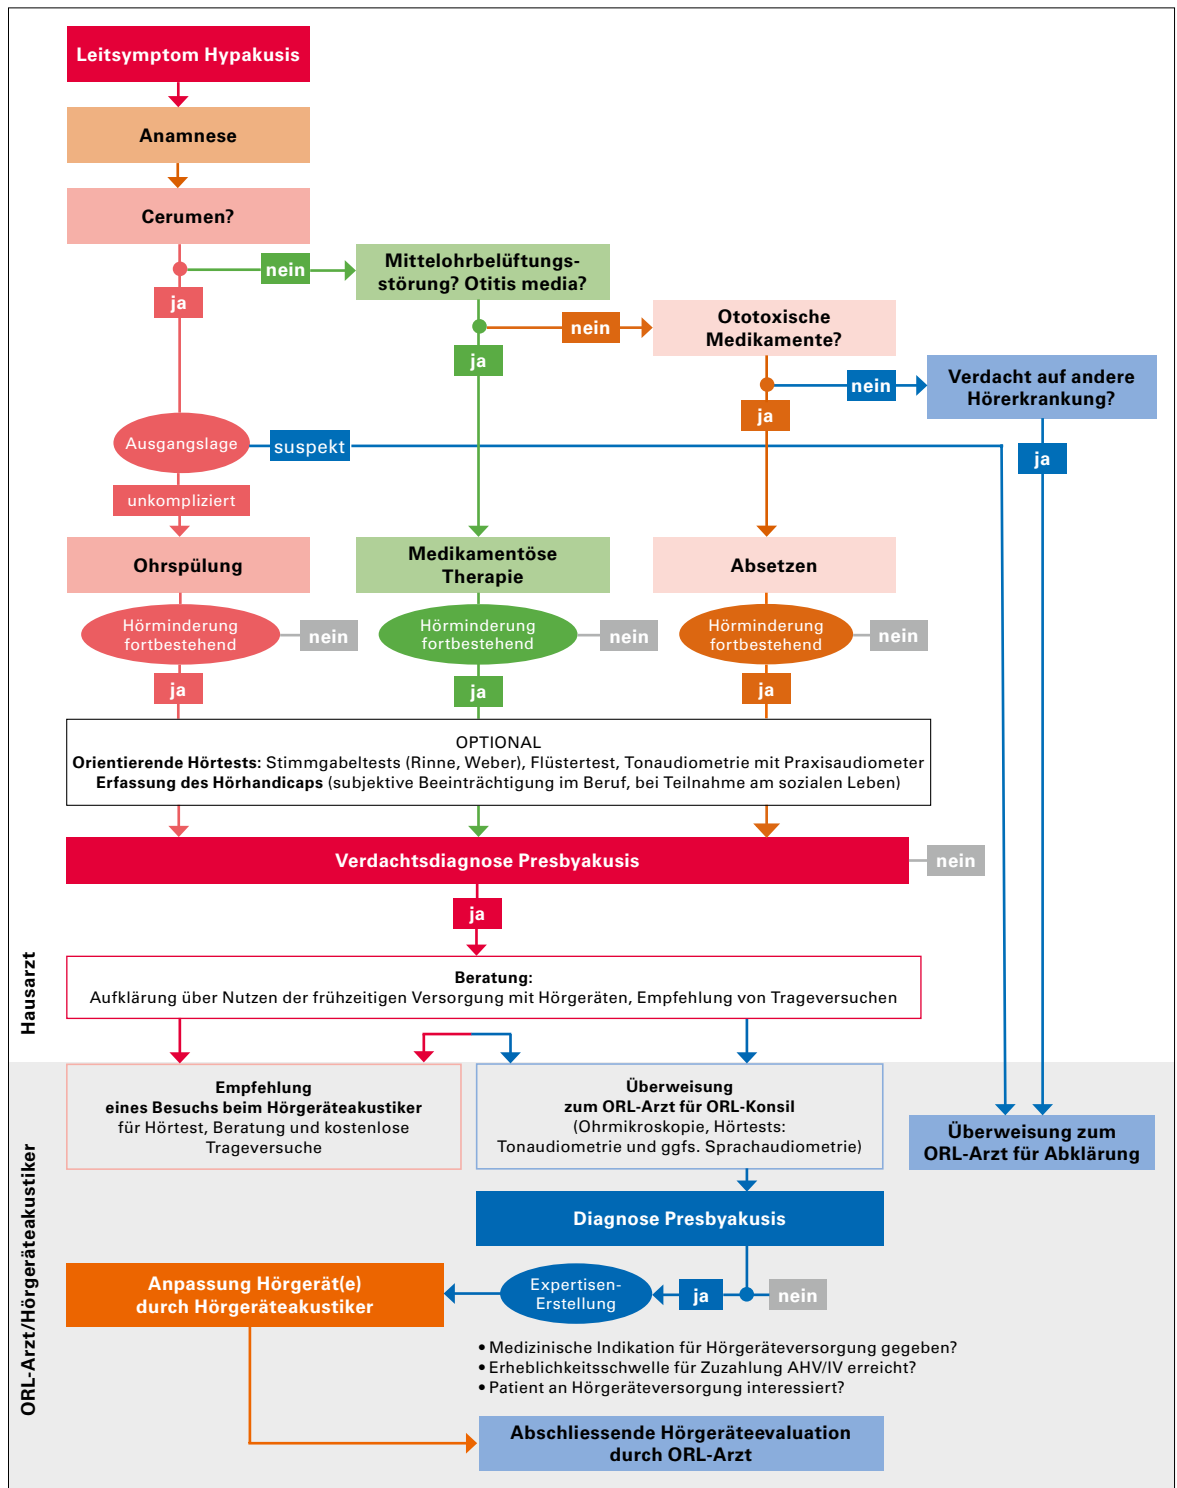 Leitsymptom Hypakusis
Anamnese
Cerumen?
nein
ja
Mittelohrbelüftungs-
störung? Otitis media?
nein
ja
Ototoxische
Medikamente?
nein
ja
Verdacht auf andere
Hörerkrankung?
ja
Ausgangslage
suspekt
unkompliziert
Ohrspülung
Medikamentöse
Therapie
Absetzen
Hörminderung
fortbestehend
nein
Hörminderung
fortbestehend
nein
Hörminderung
fortbestehend
nein
ja
ja
ja
OPTIONAL
Orientierende Hörtests: Stimmgabeltests (Rinne, Weber), Flüstertest, Tonaudiometrie mit Praxisaudiometer
Erfassung des Hörhandicaps (subjektive Beeinträchtigung im Beruf, bei Teilnahme am sozialen Leben)
Verdachtsdiagnose Presbyakusis
nein
ja
Beratung:
Aufklärung über Nutzen der frühzeitigen Versorgung mit Hörgeräten, Empfehlung von Trageversuchen
Hausarzt
Empfehlung
eines Besuchs beim Hörgeräteakustiker
für Hörtest, Beratung und kostenlose
Trageversuche
Überweisung
zum ORL-Arzt für ORL-Konsil
(Ohrmikroskopie, Hörtests:
Tonaudiometrie und ggfs. Sprachaudiometrie)
Überweisung zum
ORL-Arzt für Abklärung
Diagnose Presbyakusis
Anpassung Hörgerät(e)
durch Hörgeräteakustiker
Expertisen-
Erstellung
ja
nein
• Medizinische Indikation für Hörgeräteversorgung gegeben?
• Erheblichkeitsschwelle für Zuzahlung AHV/IV erreicht?
• Patient an Hörgeräteversorgung interessiert?
Abschliessende Hörgeräteevaluation
durch ORL-Arzt
ORL-Arzt/Hörgeräteakustiker